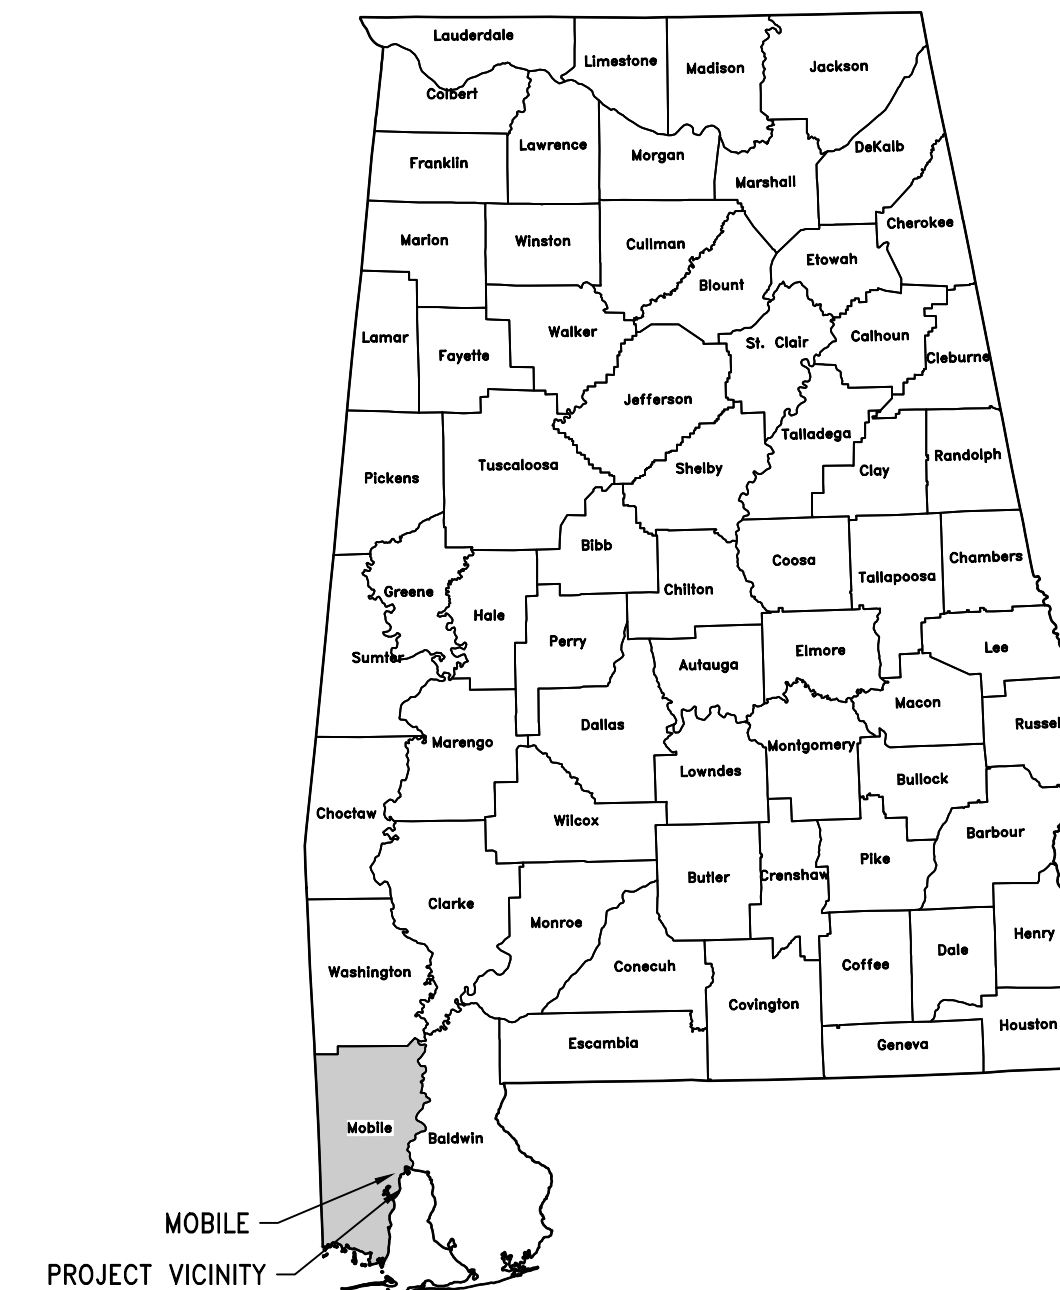 Lauderdale
Limestone
Madison
Jackson
Colbert
Lawrence
Morgan
DeKalb
Franklin
Marshall
Cherokee
Marion
Winston
Cullman
Etowah
Blount
Lamar
Fayette
Walker
St. Clair
Calhoun
Cleburne
Jefferson
Talladega
Pickens
Tuscaloosa
Shelby
Clay
Randolph
Bibb
Coosa
Chambers
Greene
Chilton
Tallapoosa
Hale
Perry
Sumter
Autauga
Elmore
Lee
Macon
Marengo
Dallas
Montgomery
Russel
Lowndes
Bullock
Choctaw
Wilcox
Barbour
Butler
Crenshaw
Pike
Clarke
Monroe
Henry
Washington
Conecuh
Coffee
Dale
Covington
Houston
Escambia
Geneva
Mobile
Baldwin
MOBILE
PROJECT VICINITY